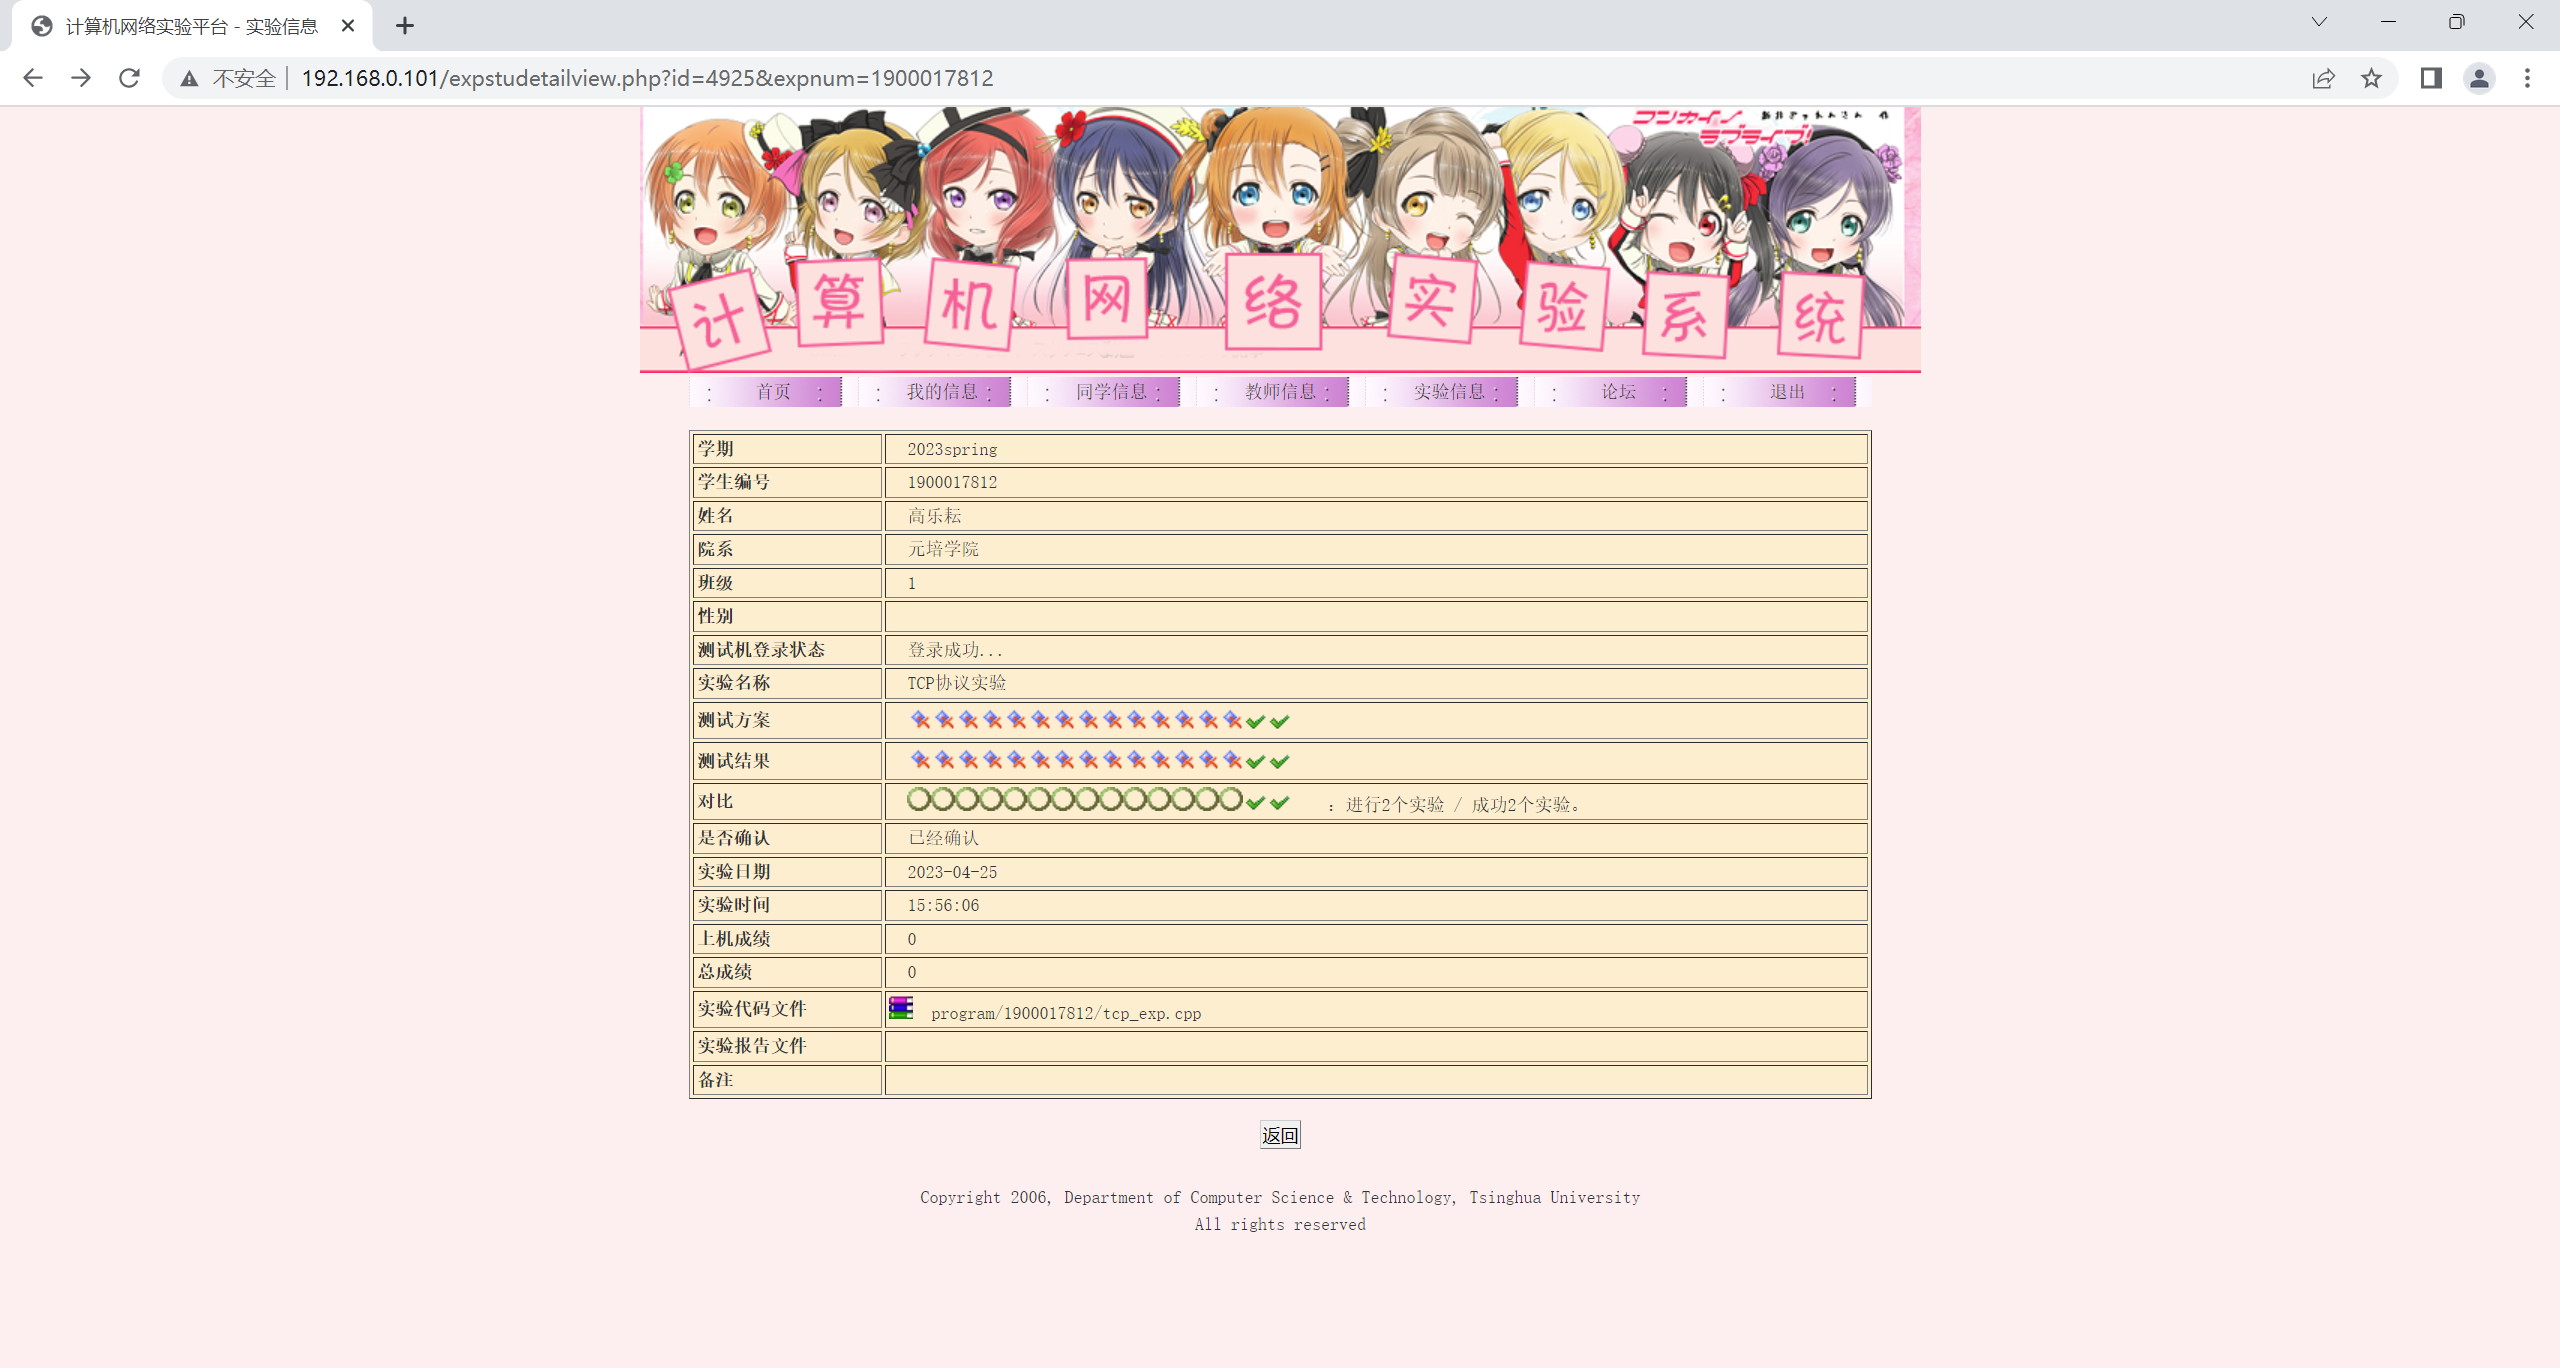 计算机网络实验平台 - 实验信息
不安全 192.168.0.101/expstudetailview.php?id=4925&expnum=1900017812
ラブライブ!
计算机网络实验系统
: 首页 : : 我的信息 : : 同学信息 : : 教师信息 : : 实验信息 : : 论坛 : : 退出 :
学期 2023spring
学生编号 1900017812
姓名 高乐耘
院系 元培学院
班级 1
性别
测试机登录状态 登录成功...
实验名称 TCP协议实验
测试方案
测试结果
对比 : 进行2个实验 / 成功2个实验。
是否确认 已经确认
实验日期 2023-04-25
实验时间 15:56:06
上机成绩 0
总成绩 0
实验代码文件 program/1900017812/tcp_exp.cpp
实验报告文件
备注
返回
Copyright 2006, Department of Computer Science & Technology, Tsinghua University
All rights reserved